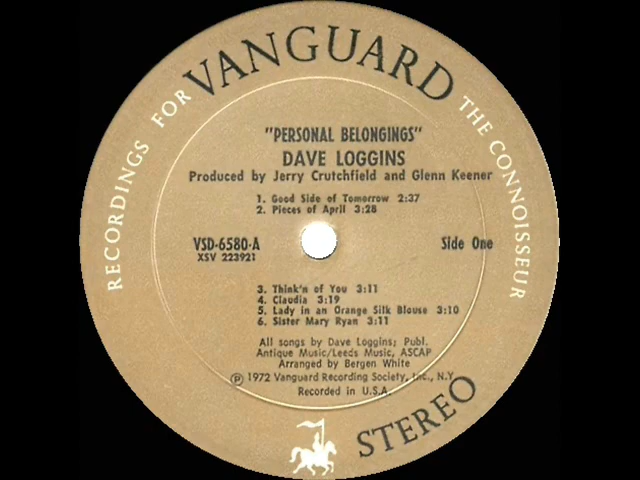 RECORDINGS FOR VANGUARD THE CONNOISSEUR
"PERSONAL BELONGINGS"
DAVE LOGGINS
Produced by Jerry Crutchfield and Glenn Keener
1. Good Side of Tomorrow 2:37
2. Pieces of April 3:28
VSD-6580-A Side One
XSV 223921
3. Think'n of You 3:11
4. Claudia 3:19
5. Lady in an Orange Silk Blouse 3:10
6. Sister Mary Ryan 3:11
All songs by Dave Loggins; Publ.
Antique Music/Leeds Music, ASCAP
Arranged by Bergen White
Ⓟ 1972 Vanguard Recording Society, Inc., N.Y.
Recorded in U.S.A.
STEREO